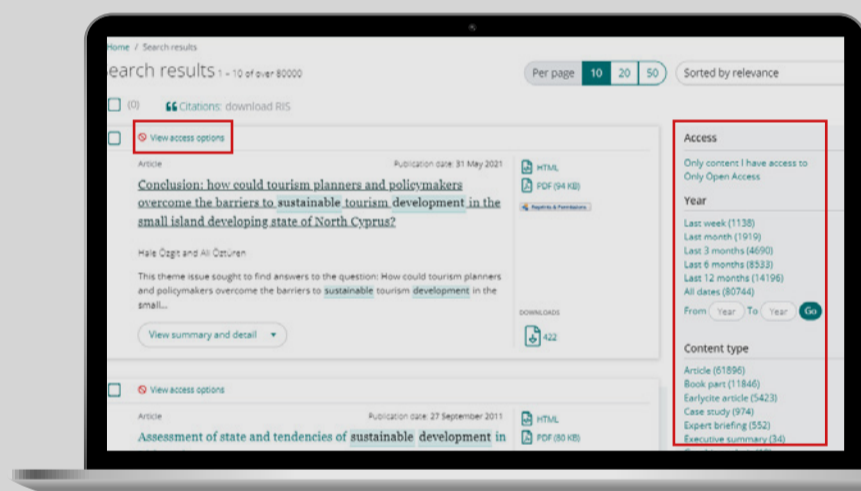 Home / Search results
earch results 1 – 10 of over 80000
Per page 10 20 50
Sorted by relevance
(0) Citations: download RIS
View access options
Article
Publication date: 31 May 2021
Conclusion: how could tourism planners and policymakers
overcome the barriers to sustainable tourism development in the
small island developing state of North Cyprus?
Hale Özgit and Ali Öztüren
This theme issue sought to find answers to the question: How could tourism planners
and policymakers overcome the barriers to sustainable tourism development in the
small...
View summary and detail
HTML
PDF (94 KB)
Reprints & Permissions
DOWNLOADS
422
View access options
Article
Publication date: 27 September 2011
Assessment of state and tendencies of sustainable development in
HTML
PDF (80 KB)
Access
Only content I have access to
Only Open Access
Year
Last week (1138)
Last month (1919)
Last 3 months (4690)
Last 6 months (8533)
Last 12 months (14196)
All dates (80744)
From Year To Year Go
Content type
Article (61896)
Book part (11846)
Earlycite article (5423)
Case study (974)
Expert briefing (552)
Executive summary (34)